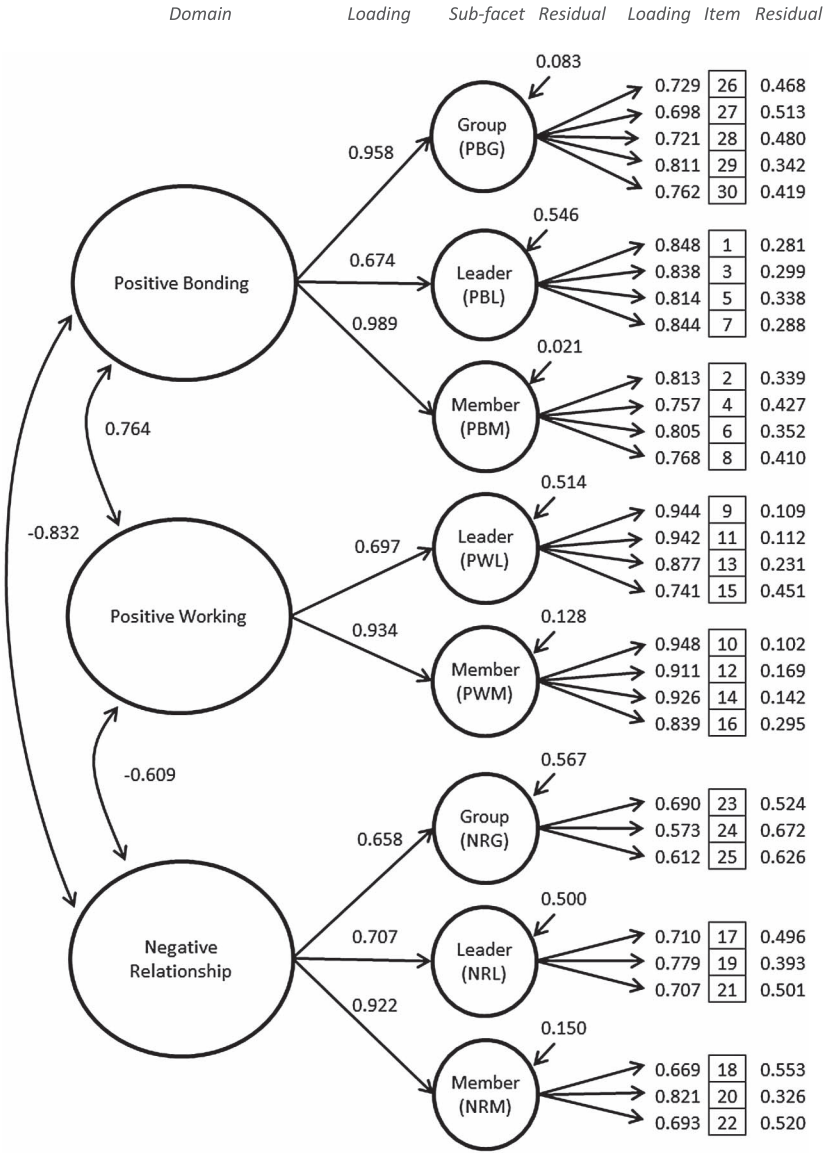 Domain Loading Sub-facet Residual Loading Item Residual
0.083
0.729 26 0.468
0.698 27 0.513
Group
(PBG)
0.721 28 0.480
0.958
0.811 29 0.342
0.762 30 0.419
0.546
0.848 1 0.281
0.674
0.838 3 0.299
Positive Bonding
Leader
(PBL)
0.814 5 0.338
0.844 7 0.288
0.989
0.021
0.813 2 0.339
Member
(PBM)
0.757 4 0.427
0.764
0.805 6 0.352
0.768 8 0.410
0.514
0.944 9 0.109
-0.832
Leader
(PWL)
0.942 11 0.112
0.697
0.877 13 0.231
0.741 15 0.451
Positive Working
0.128
0.934
0.948 10 0.102
Member
(PWM)
0.911 12 0.169
0.926 14 0.142
0.839 16 0.295
-0.609
0.567
0.690 23 0.524
Group
(NRG)
0.573 24 0.672
0.658
0.612 25 0.626
0.500
0.707
0.710 17 0.496
Negative
Relationship
Leader
(NRL)
0.779 19 0.393
0.707 21 0.501
0.922
0.150
0.669 18 0.553
Member
(NRM)
0.821 20 0.326
0.693 22 0.520